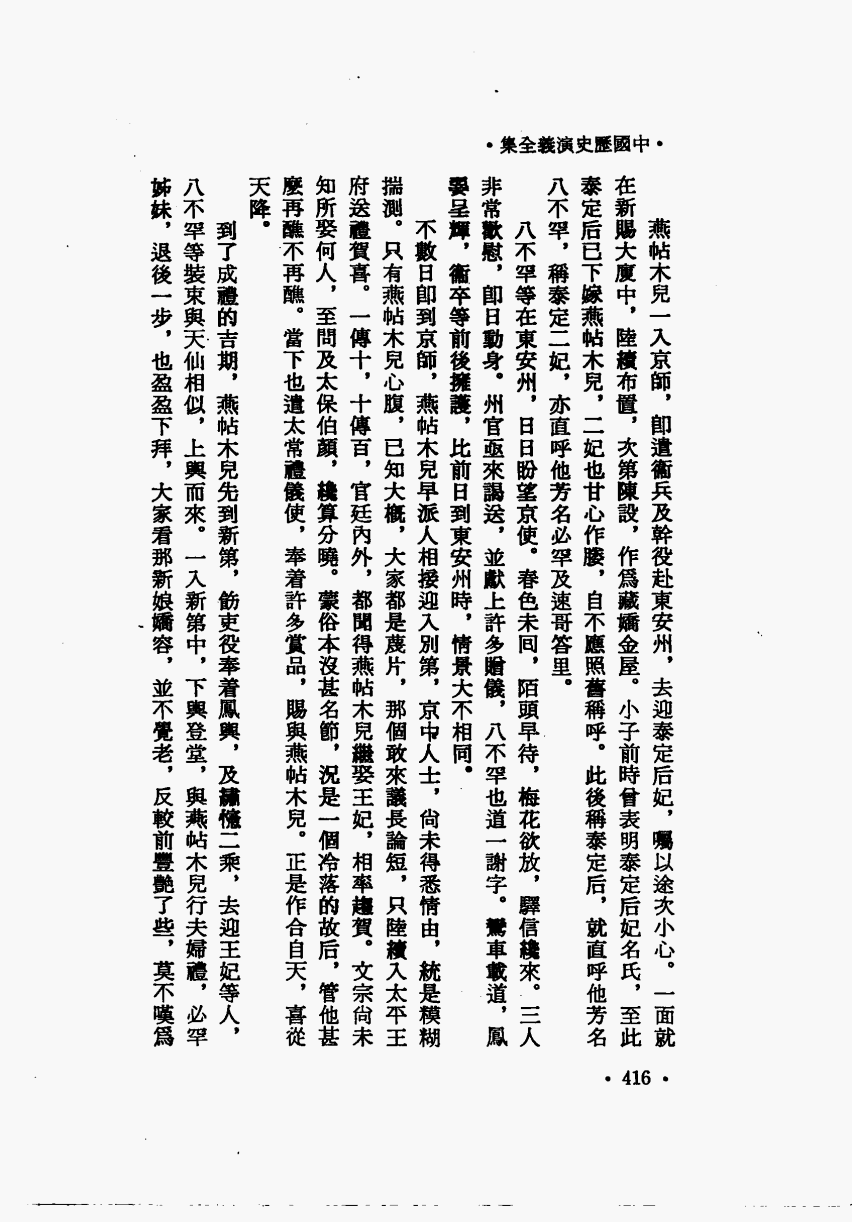 •中國歷史演義全集•
燕帖木兒一入京師，卽遣衞兵及幹役赴東安州，去迎泰定后妃，囑以途次小心。一面就
在新賜大廈中，陸續布置，次第陳設，作爲藏嬌金屋。小子前時曾表明泰定后妃名氏，至此
泰定后已下嫁燕帖木兒，二妃也甘心作媵，自不應照舊稱呼。此後稱泰定后，就直呼他芳名
八不罕，稱泰定二妃，亦直呼他芳名必罕及速哥答里。
八不罕等在東安州，日日盼望京使。春色未囘，陌頭早待，梅花欲放，驛信纔來。三人
非常歡慰，卽日動身。州官亟來謁送，並獻上許多贈儀，八不罕也道一謝字。鸞車載道，鳳
翣呈輝，衞卒等前後擁護，比前日到東安州時，情景大不相同。
不數日卽到京師，燕帖木兒早派人相接迎入別第，京中人士，尙未得悉情由，統是模糊
揣測。只有燕帖木兒心腹，已知大槪，大家都是蔑片，那個敢來議長論短，只陸續入太平王
府送禮賀喜。一傳十，十傳百，官廷內外，都聞得燕帖木兒繼娶王妃，相率趨賀。文宗尙未
知所娶何人，至問及太保伯顏，纔算分曉。蒙俗本沒甚名節，況是一個冷落的故后，管他甚
麼再醮不再醮。當下也遣太常禮儀使，奉着許多賞品，賜與燕帖木兒。正是作合自天，喜從
天降。
到了成禮的吉期，燕帖木兒先到新第，飭吏役奉着鳳輿，及繡幰二乘，去迎王妃等人，
八不罕等裝束與天仙相似，上輿而來。一入新第中，下輿登堂，與燕帖木兒行夫婦禮，必罕
姊妹，退後一步，也盈盈下拜，大家看那新娘嬌容，並不覺老，反較前豐艷了些，莫不嘆爲
•416•